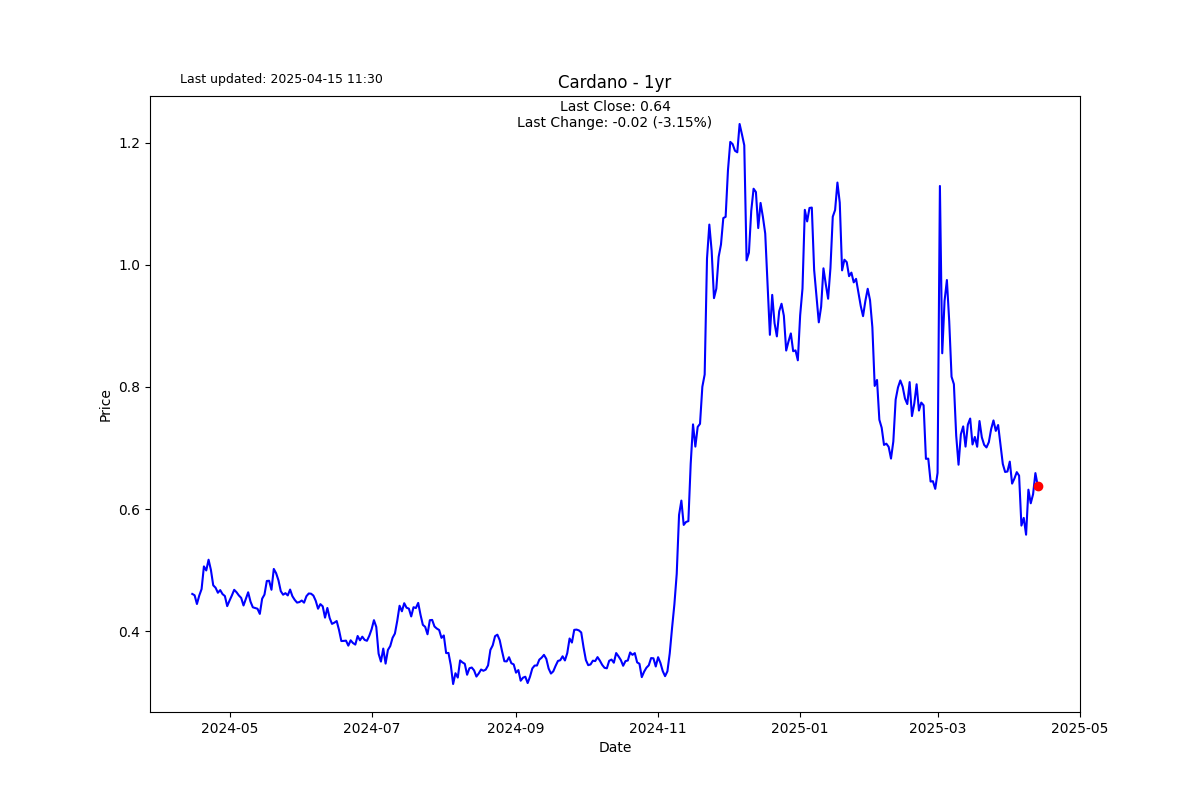 Last updated: 2025-04-15 11:30
Cardano - 1yr
Last Close: 0.64
Last Change: -0.02 (-3.15%)
1.2
1.0
0.8
0.6
0.4
Price
2024-05
2024-07
2024-09
2024-11
2025-01
2025-03
2025-05
Date